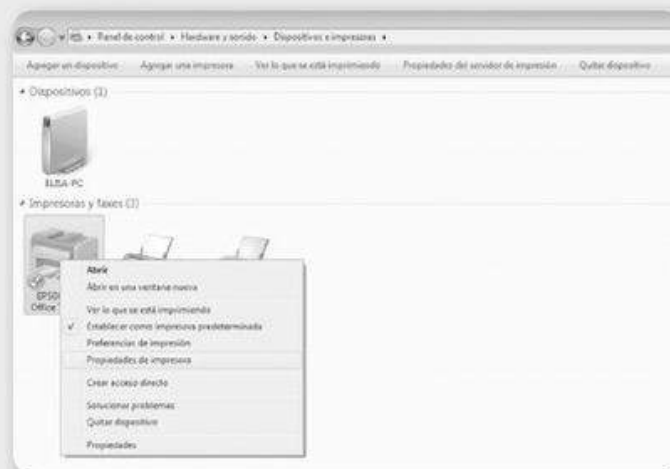 Panel de control ▸ Hardware y sonido ▸ Dispositivos e impresoras ▸
Agregar un dispositivo Agregar una impresora Ver lo que se está imprimiendo Propiedades del servidor de impresión Quitar dispositivo
Dispositivos (1)
ELISA-PC
Impresoras y faxes (3)
EPSO
Office
Abrir
Abrir en una ventana nueva
Ver lo que se está imprimiendo
✓ Establecer como impresora predeterminada
Preferencias de impresión
Propiedades de impresora
Crear acceso directo
Solucionar problemas
Quitar dispositivo
Propiedades